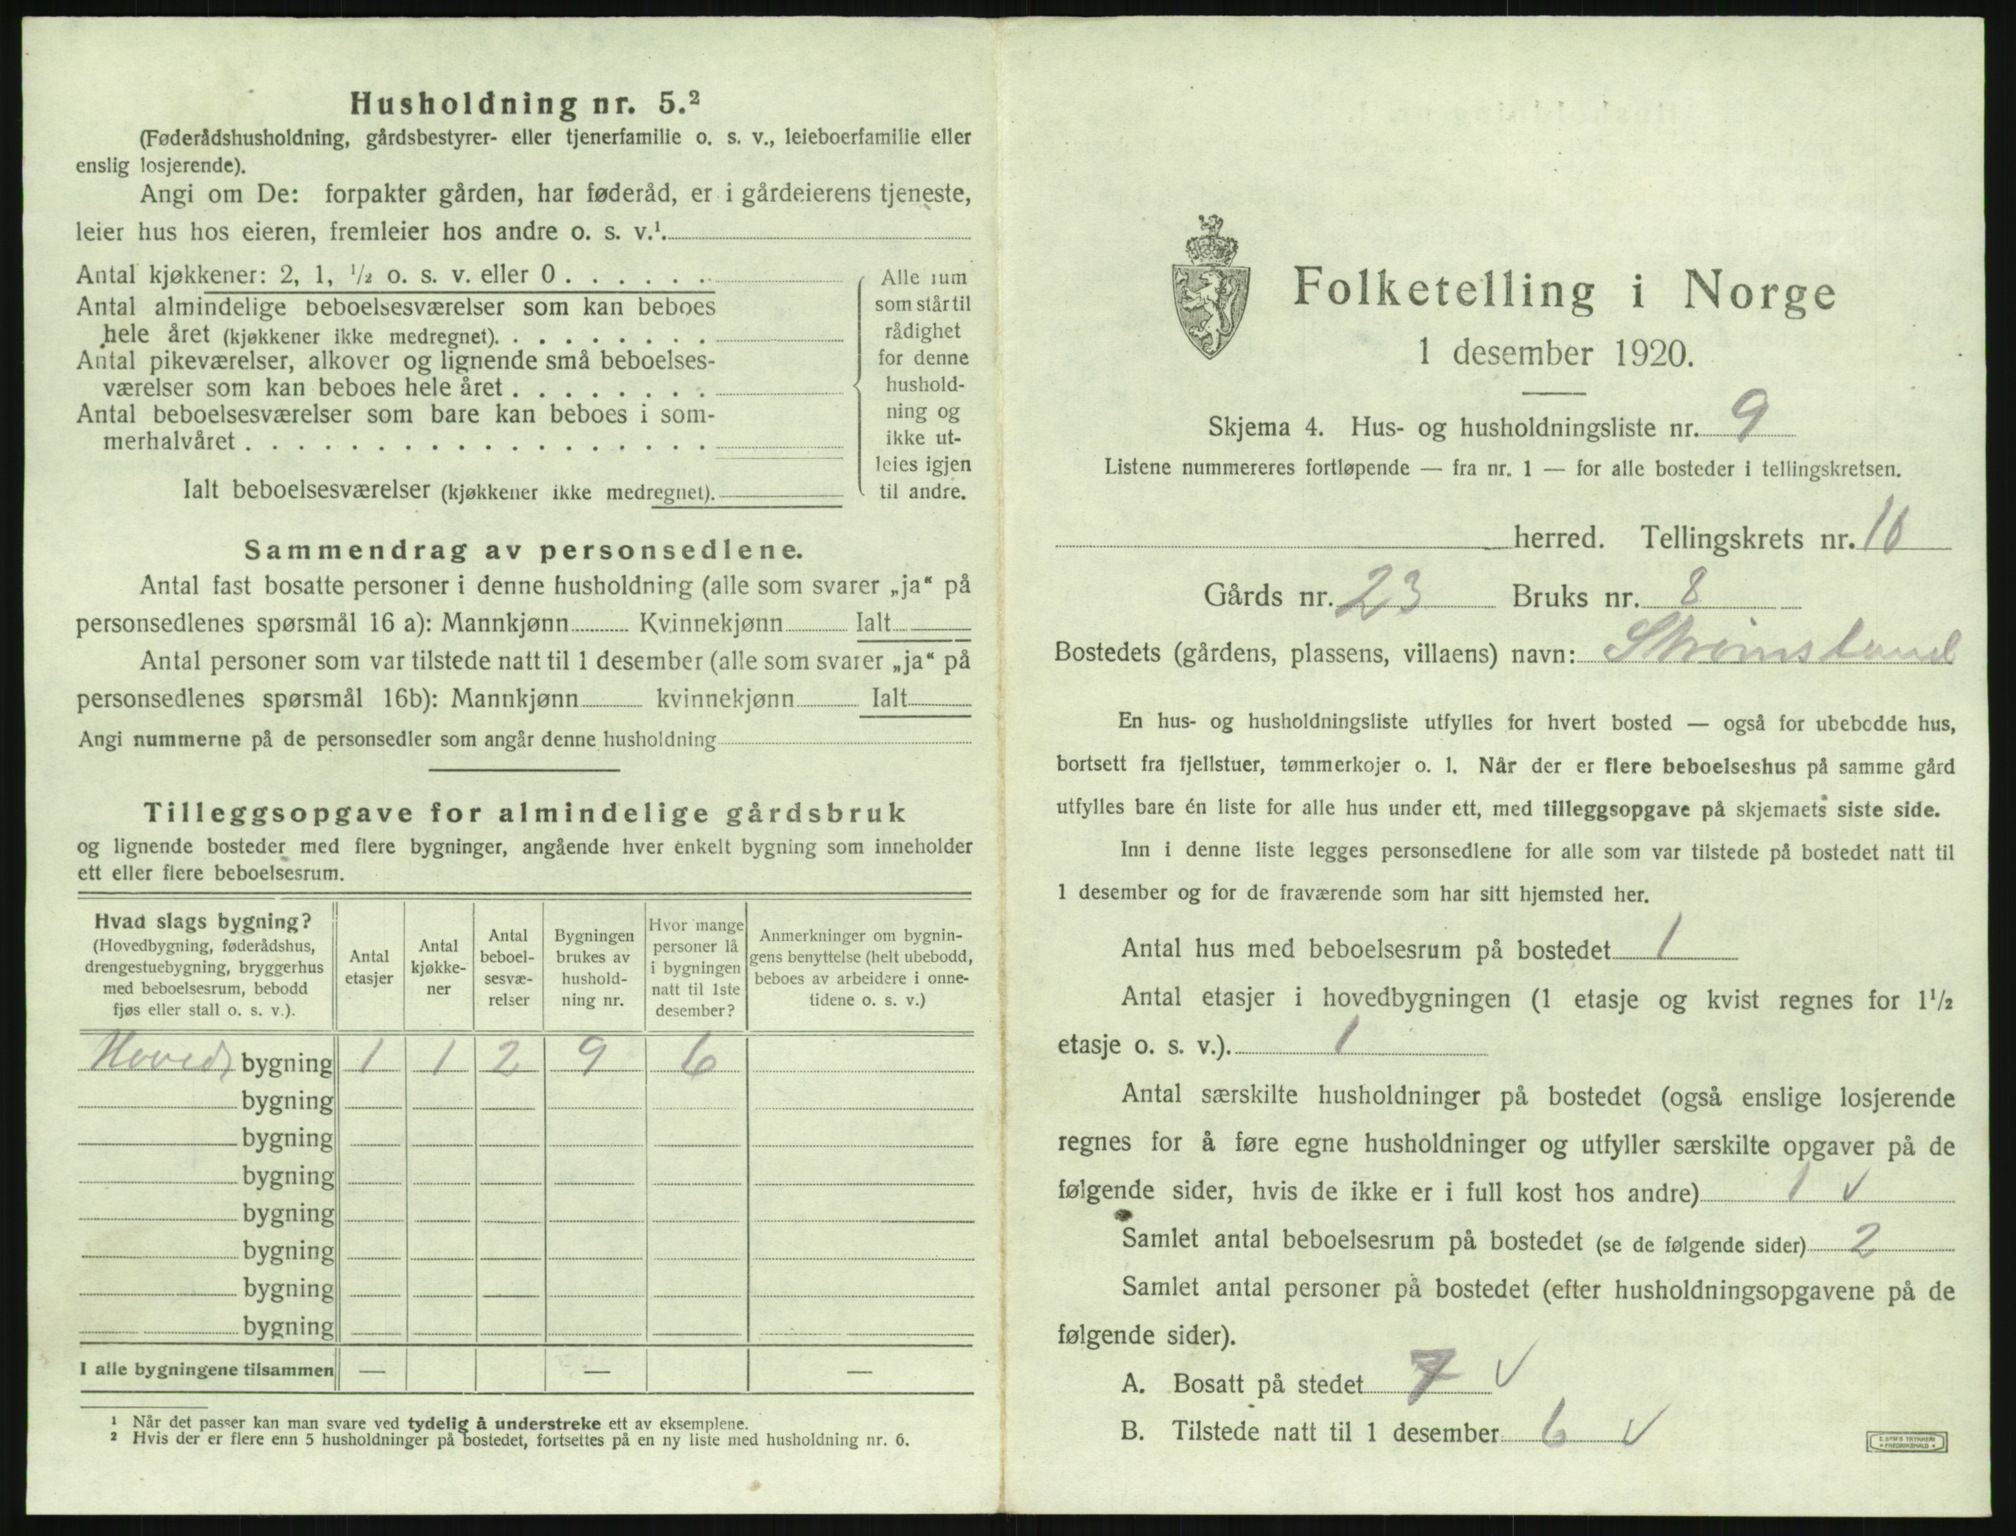 Husholdning nr. 5.²
(Føderådshusholdning, gårdsbestyrer- eller tjenerfamilie o. s. v., leieboerfamilie eller
enslig losjerende).
Angi om De: forpakter gården, har føderåd, er i gårdeierens tjeneste,
leier hus hos eieren, fremleier hos andre o. s. v.¹.
Antal kjøkkener: 2, 1, ½ o. s. v. eller 0 . . . . . .
Antal almindelige beboelsesværelser som kan beboes
hele året (kjøkkener ikke medregnet). . . . . . . . .
Antal pikeværelser, alkover og lignende små beboelses-
værelser som kan beboes hele året . . . . . . . .
Antal beboelsesværelser som bare kan beboes i som-
merhalvåret . . . . . . . . . . . . . . . . . .
Ialt beboelsesværelser (kjøkkener ikke medregnet).
Alle rum
som står til
rådighet
for denne
hushold-
ning og
ikke ut-
leies igjen
til andre.
Sammendrag av personsedlene.
Antal fast bosatte personer i denne husholdning (alle som svarer „ja“ på
personsedlenes spørsmål 16 a): Mannkjønn Kvinnekjønn Ialt
Antal personer som var tilstede natt til 1 desember (alle som svarer „ja“ på
personsedlenes spørsmål 16b): Mannkjønn kvinnekjønn Ialt
Angi nummerne på de personsedler som angår denne husholdning
Tilleggsopgave for almindelige gårdsbruk
og lignende bosteder med flere bygninger, angående hver enkelt bygning som inneholder
ett eller flere beboelsesrum.
Hvad slags bygning?
(Hovedbygning, føderådshus,
drengestuebygning, bryggerhus
med beboelsesrum, bebodd
fjøs eller stall o. s. v.).
Antal
etasjer
Antal
kjøkke-
ner
Antal
beboel-
sesvæ-
relser
Bygningen
brukes av
hushold-
ning nr.
Hvor mange
personer lå
i bygningen
natt til 1ste
desember?
Anmerkninger om bygnin-
gens benyttelse (helt ubebodd,
beboes av arbeidere i onne-
tidene o. s. v.)
Hoved bygning 1 1 2 9 6
bygning
bygning
bygning
bygning
bygning
bygning
bygning
I alle bygningene tilsammen — — —
¹ Når det passer kan man svare ved tydelig å understreke ett av eksemplene.
² Hvis der er flere enn 5 husholdninger på bostedet, fortsettes på en ny liste med husholdning nr. 6.
Folketelling i Norge
1 desember 1920.
Skjema 4. Hus- og husholdningsliste nr. 9
Listene nummereres fortløpende — fra nr. 1 — for alle bosteder i tellingskretsen.
herred. Tellingskrets nr. 10
Gårds nr. 23 Bruks nr. 8
Bostedets (gårdens, plassens, villaens) navn: Strømsland
En hus- og husholdningsliste utfylles for hvert bosted — også for ubebodde hus,
bortsett fra fjellstuer, tømmerkojer o. l. Når der er flere beboelseshus på samme gård
utfylles bare én liste for alle hus under ett, med tilleggsopgave på skjemaets siste side.
Inn i denne liste legges personsedlene for alle som var tilstede på bostedet natt til
1 desember og for de fraværende som har sitt hjemsted her.
Antal hus med beboelsesrum på bostedet 1
Antal etasjer i hovedbygningen (1 etasje og kvist regnes for 1½
etasje o. s. v.). 1
Antal særskilte husholdninger på bostedet (også enslige losjerende
regnes for å føre egne husholdninger og utfyller særskilte opgaver på de
følgende sider, hvis de ikke er i full kost hos andre) 1 √
Samlet antal beboelsesrum på bostedet (se de følgende sider) 2
Samlet antal personer på bostedet (efter husholdningsopgavene på de
følgende sider).
A. Bosatt på stedet 7 √
B. Tilstede natt til 1 desember 6 √